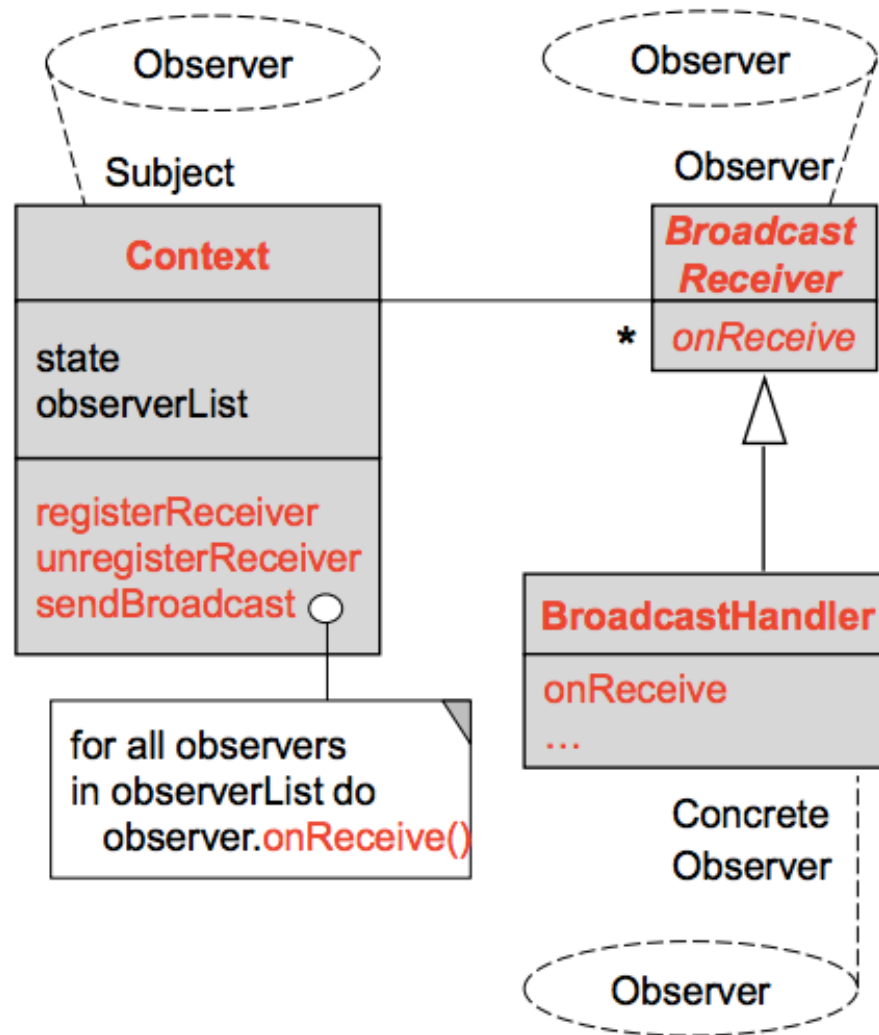 Observer
Observer
Subject
Observer
Context
Broadcast
Receiver
state
observerList
*
onReceive
registerReceiver
unregisterReceiver
sendBroadcast
BroadcastHandler
onReceive
...
for all observers
in observerList do
observer.onReceive()
Concrete
Observer
Observer